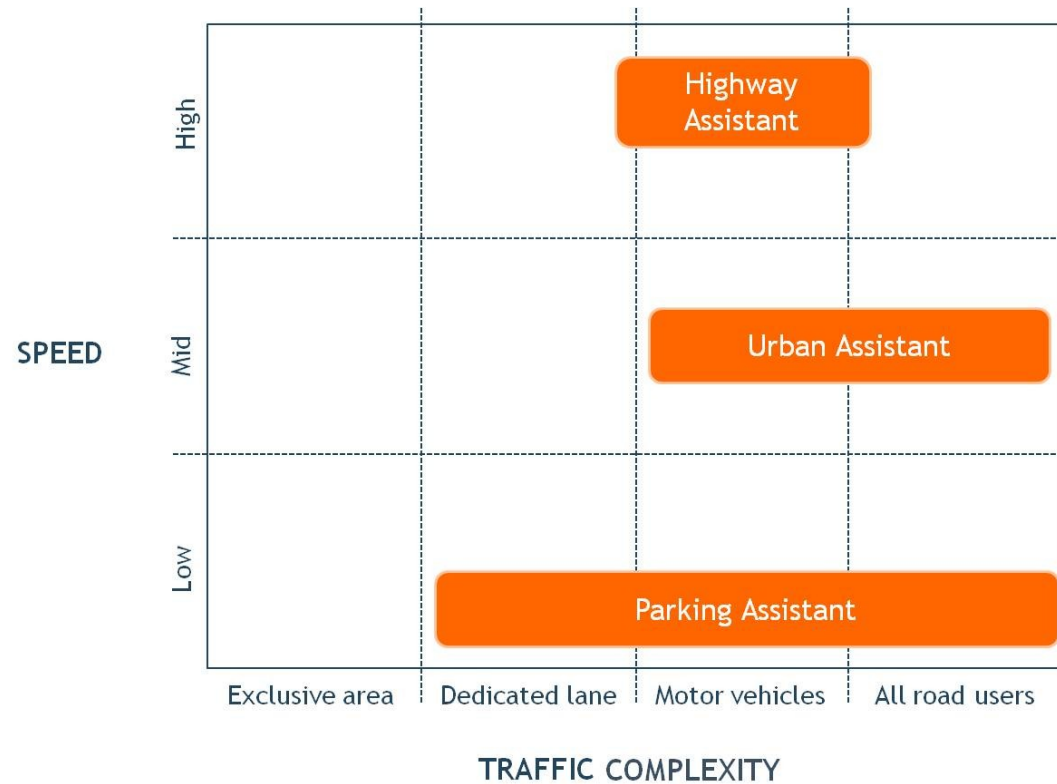 High
Highway
Assistant
SPEED
Mid
Urban Assistant
Low
Parking Assistant
Exclusive area
Dedicated lane
Motor vehicles
All road users
TRAFFIC COMPLEXITY